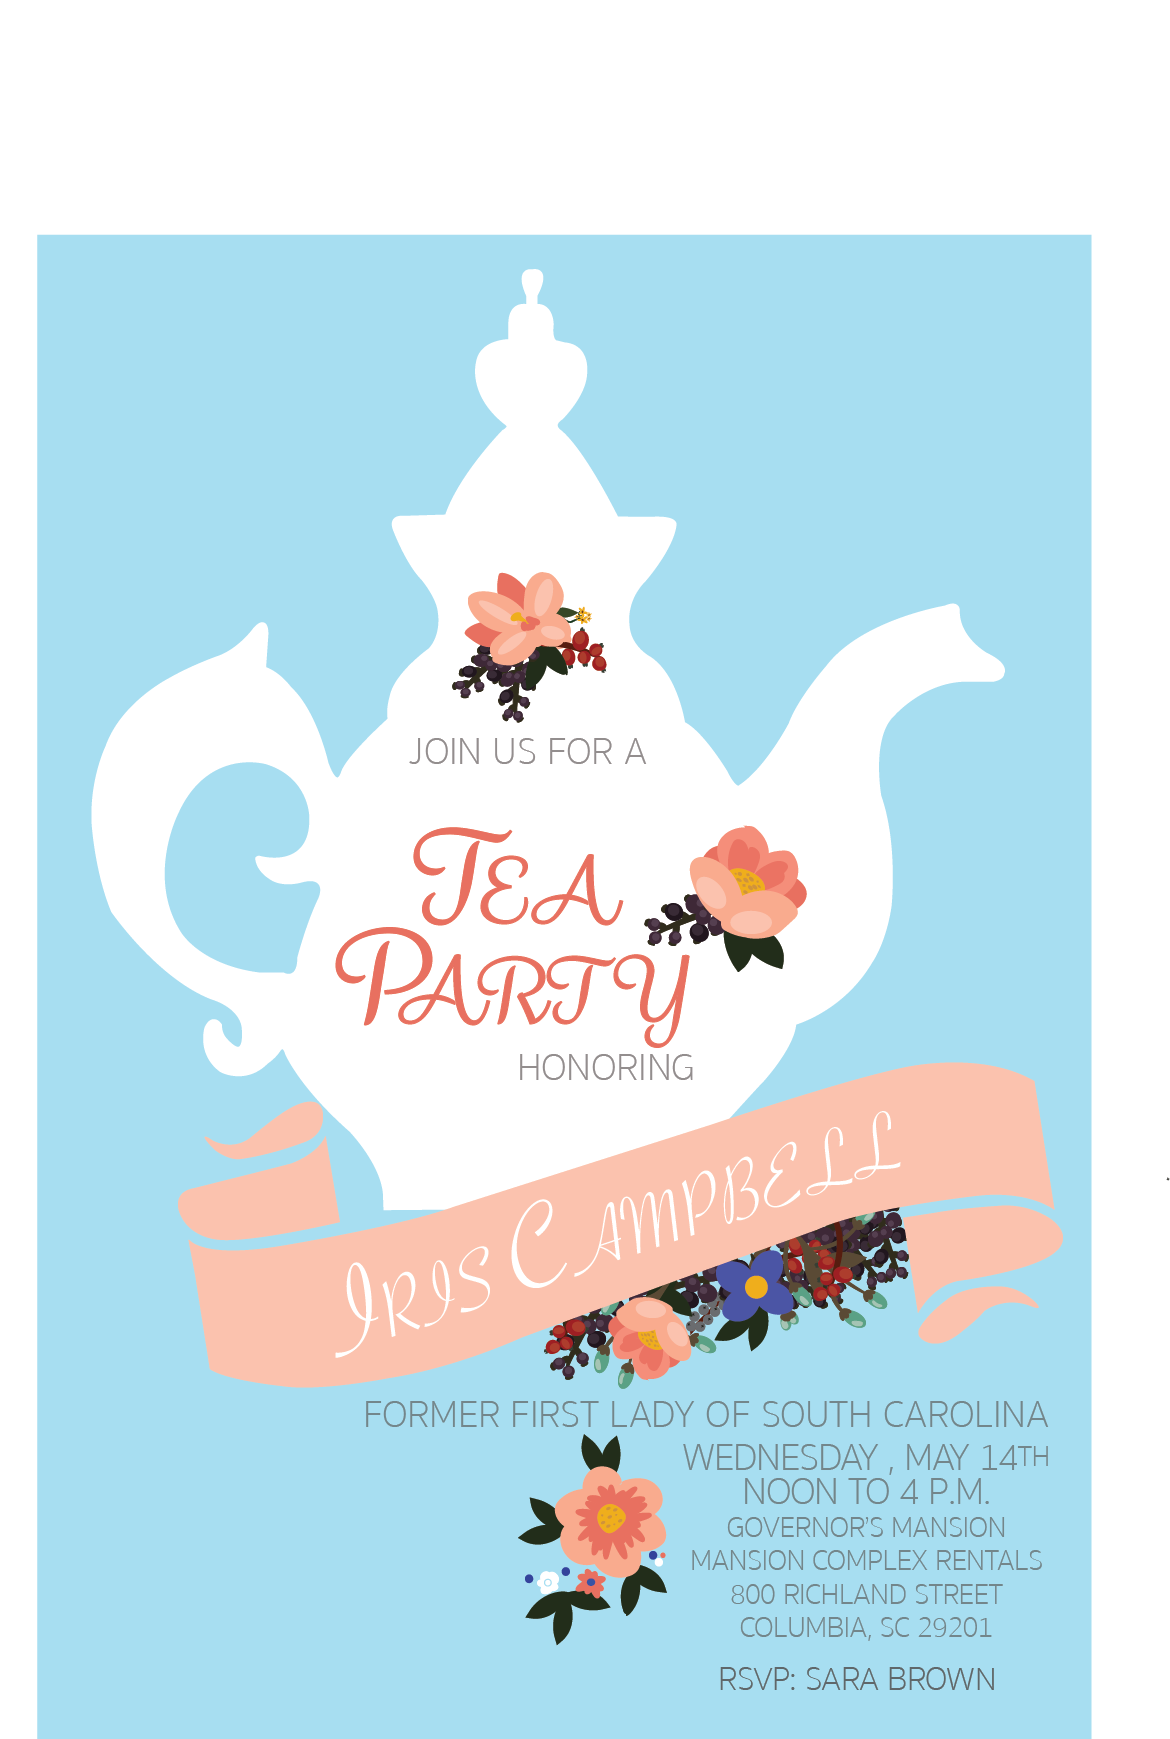 JOIN US FOR A
TEA
PARTY
HONORING
IRIS CAMPBELL
FORMER FIRST LADY OF SOUTH CAROLINA
WEDNESDAY , MAY 14TH
NOON TO 4 P.M.
GOVERNOR'S MANSION
MANSION COMPLEX RENTALS
800 RICHLAND STREET
COLUMBIA, SC 29201
RSVP: SARA BROWN